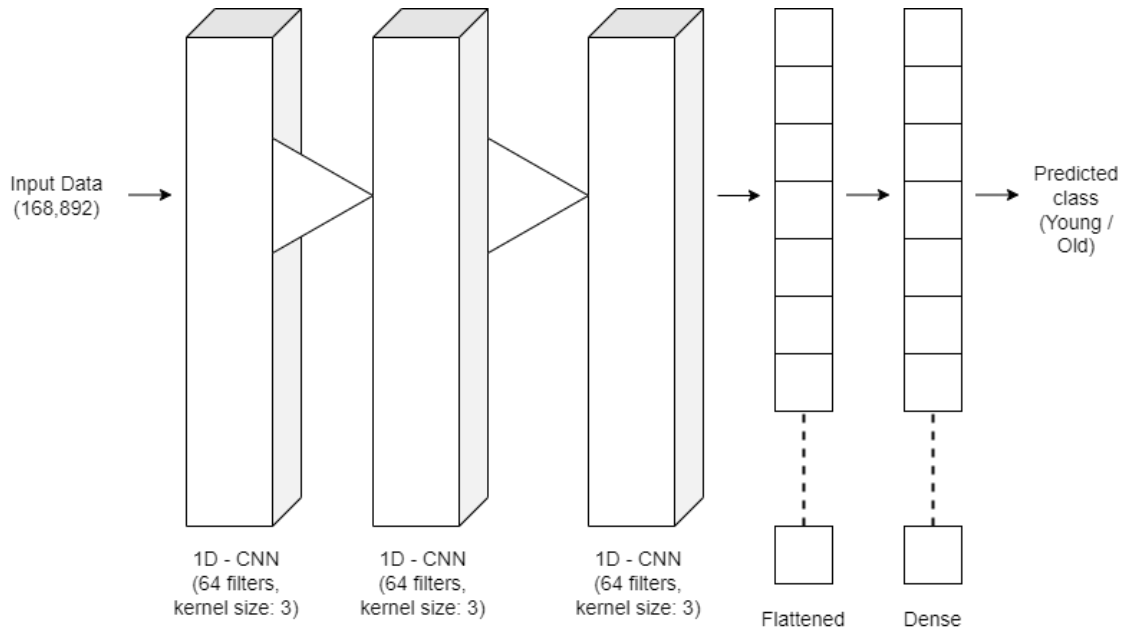 Input Data
(168,892)
1D - CNN
(64 filters,
kernel size: 3)
1D - CNN
(64 filters,
kernel size: 3)
1D - CNN
(64 filters,
kernel size: 3)
Flattened
Dense
Predicted
class
(Young /
Old)